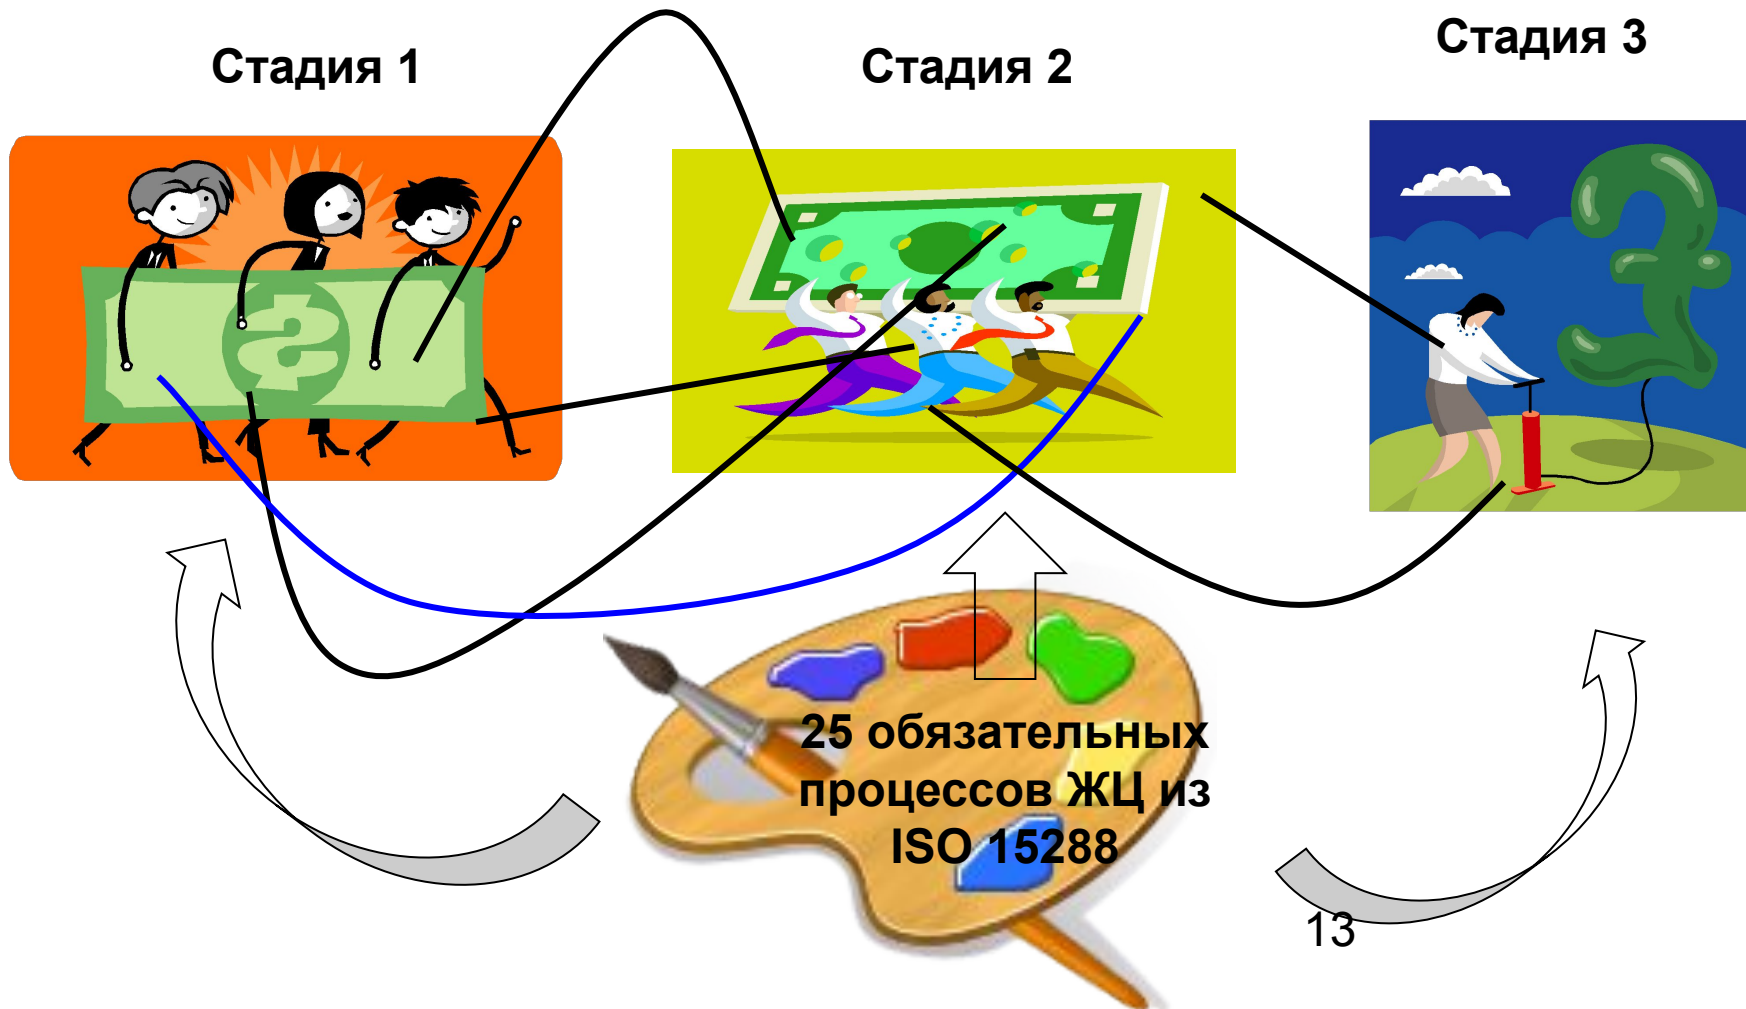 Стадия 1
Стадия 2
Стадия 3
25 обязательных
процессов ЖЦ из
ISO 15288
13